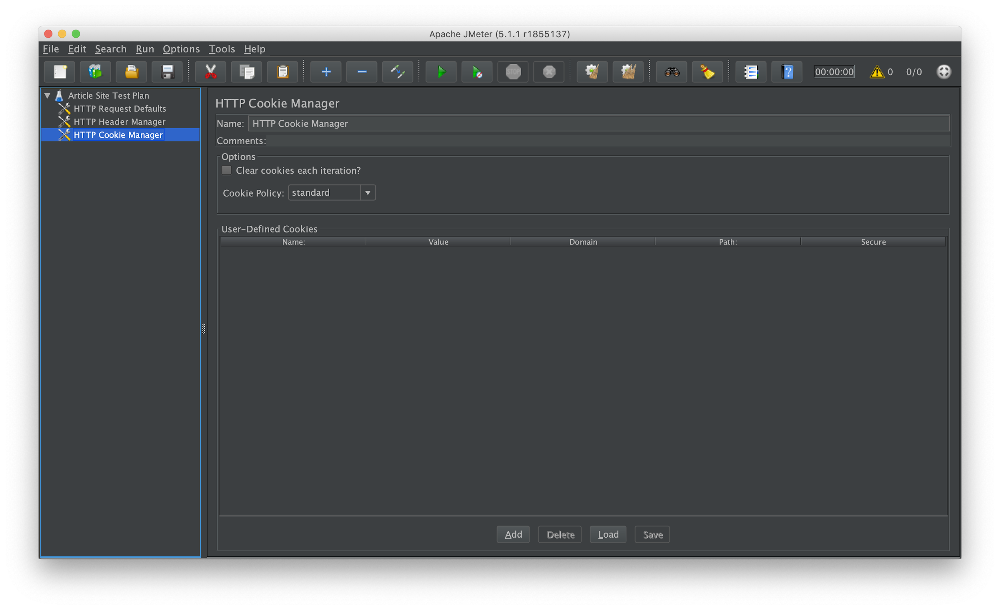 Apache JMeter (5.1.1 r1855137)
File Edit Search Run Options Tools Help
STOP
00:00:00 0 0/0
Article Site Test Plan
HTTP Request Defaults
HTTP Header Manager
HTTP Cookie Manager
HTTP Cookie Manager
Name: HTTP Cookie Manager
Comments:
Options
Clear cookies each iteration?
Cookie Policy: standard
User-Defined Cookies
Name: Value Domain Path: Secure
Add Delete Load Save